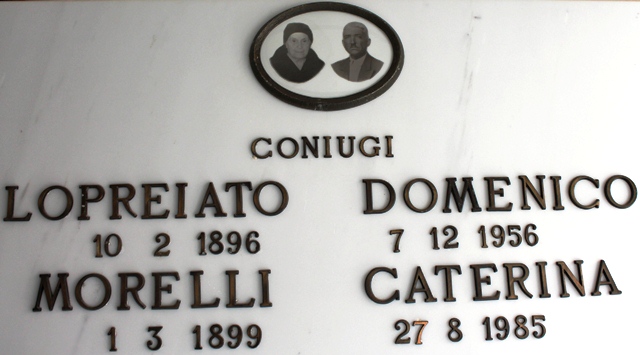 CONIUGI
LOPREIATO DOMENICO
10 2 1896 7 12 1956
MORELLI CATERINA
1 3 1899 27 8 1985